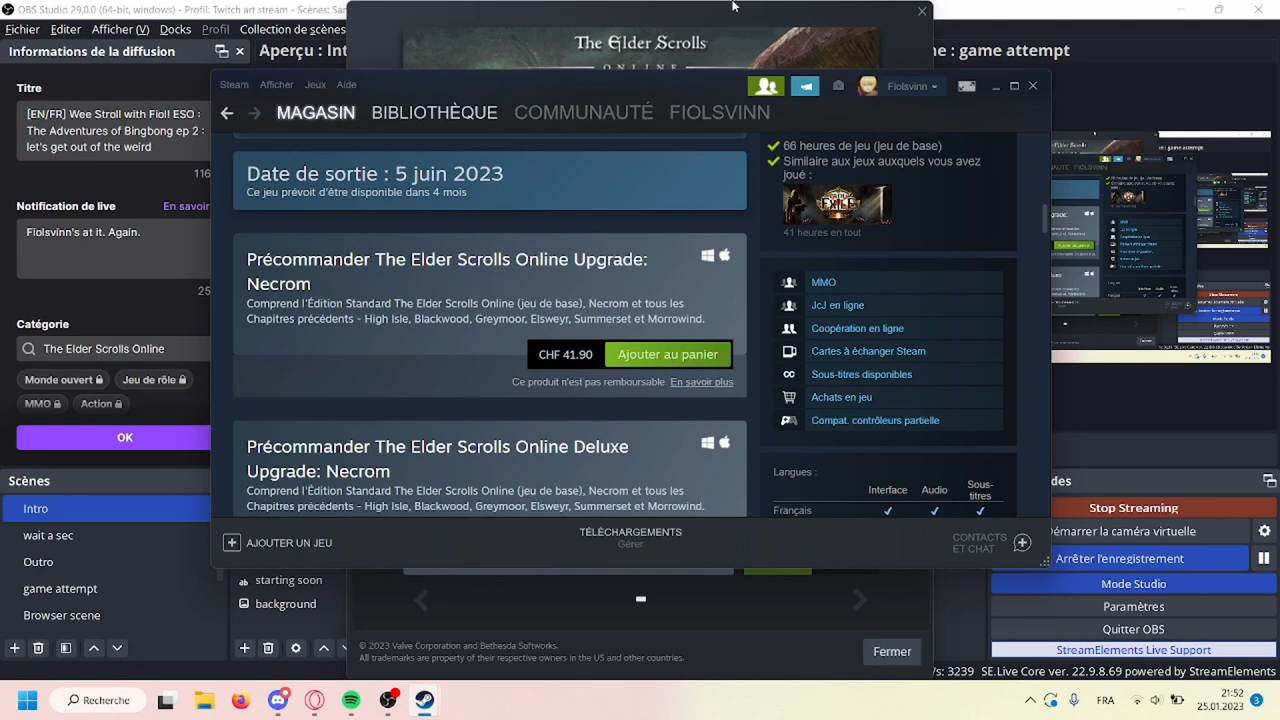 OBS Studio 29.0.0 (64-bit, windows) - Profil: Twitch art stream - Scènes: San
Fichier Editer Afficher (V) Docks Profil Collection de scènes
Informations de la diffusion
Aperçu : Int
ne : game attempt
The Elder Scrolls
ONLINE
Titre
[EN/FR] Wee Stroll with Fiol! ESO :
The Adventures of Bingbong ep 2 :
let's get out of the weird
116
Notification de live
En savoir
Fiolsvinn's at it. Again.
25
Catégorie
The Elder Scrolls Online
Monde ouvert
Jeu de rôle
MMO
Action
OK
Scènes
Intro
wait a sec
Outro
game attempt
Browser scene
starting soon
background
Steam Afficher Jeux Aide
Fiolsvinn
MAGASIN BIBLIOTHÈQUE COMMUNAUTÉ FIOLSVINN
Date de sortie : 5 juin 2023
Ce jeu prévoit d'être disponible dans 4 mois
Précommander The Elder Scrolls Online Upgrade:
Necrom
Comprend l'Édition Standard The Elder Scrolls Online (jeu de base), Necrom et tous les
Chapitres précédents - High Isle, Blackwood, Greymoor, Elsweyr, Summerset et Morrowind.
CHF 41.90
Ajouter au panier
Ce produit n'est pas remboursable. En savoir plus
Précommander The Elder Scrolls Online Deluxe
Upgrade: Necrom
Comprend l'Édition Standard The Elder Scrolls Online (jeu de base), Necrom et tous les
Chapitres précédents - High Isle, Blackwood, Greymoor, Elsweyr, Summerset et Morrowind.
66 heures de jeu (jeu de base)
Similaire aux jeux auxquels vous avez
joué :
EXILE
41 heures en tout
MMO
JcJ en ligne
Coopération en ligne
Cartes à échanger Steam
Sous-titres disponibles
Achats en jeu
Compat. contrôleurs partielle
Langues :
Interface Audio Sous-
titres
Français
AJOUTER UN JEU
TÉLÉCHARGEMENTS
Gérer
CONTACTS
ET CHAT
© 2023 Valve Corporation and Bethesda Softworks.
All trademarks are property of their respective owners in the US and other countries.
Fermer
des
Stop Streaming
Démarrer la caméra virtuelle
Arrêter l'enregistrement
Mode Studio
Paramètres
Quitter OBS
StreamElements Live Support
/s: 3239 SE.Live Core ver. 22.9.8.69 powered by StreamElements
Recherche
FRA
21:52
25.01.2023
3